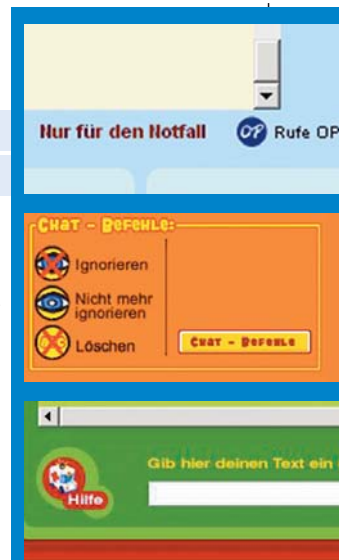 Nur für den Notfall OP Rufe OP
CHAT - BEFEHLE:
Ignorieren
Nicht mehr
ignorieren
Löschen
CHAT - BEFEHLE
Gib hier deinen Text ein
Hilfe